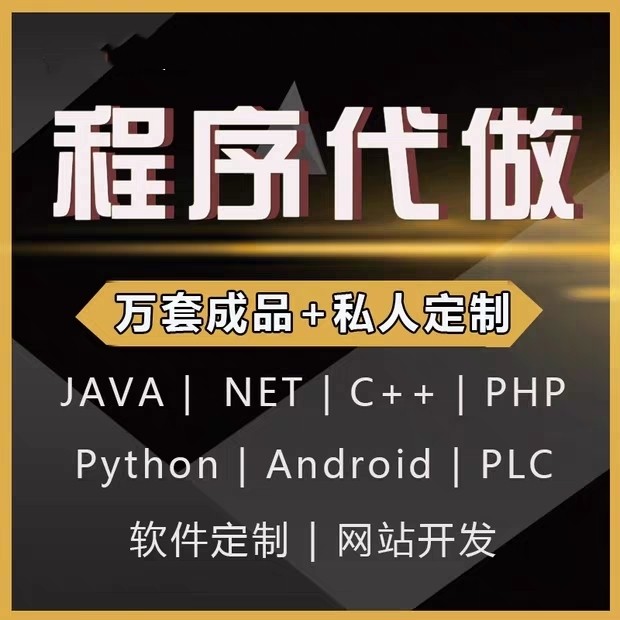 程序代做
万套成品+私人定制
JAVA | NET | C++ | PHP
Python | Android | PLC
软件定制 | 网站开发